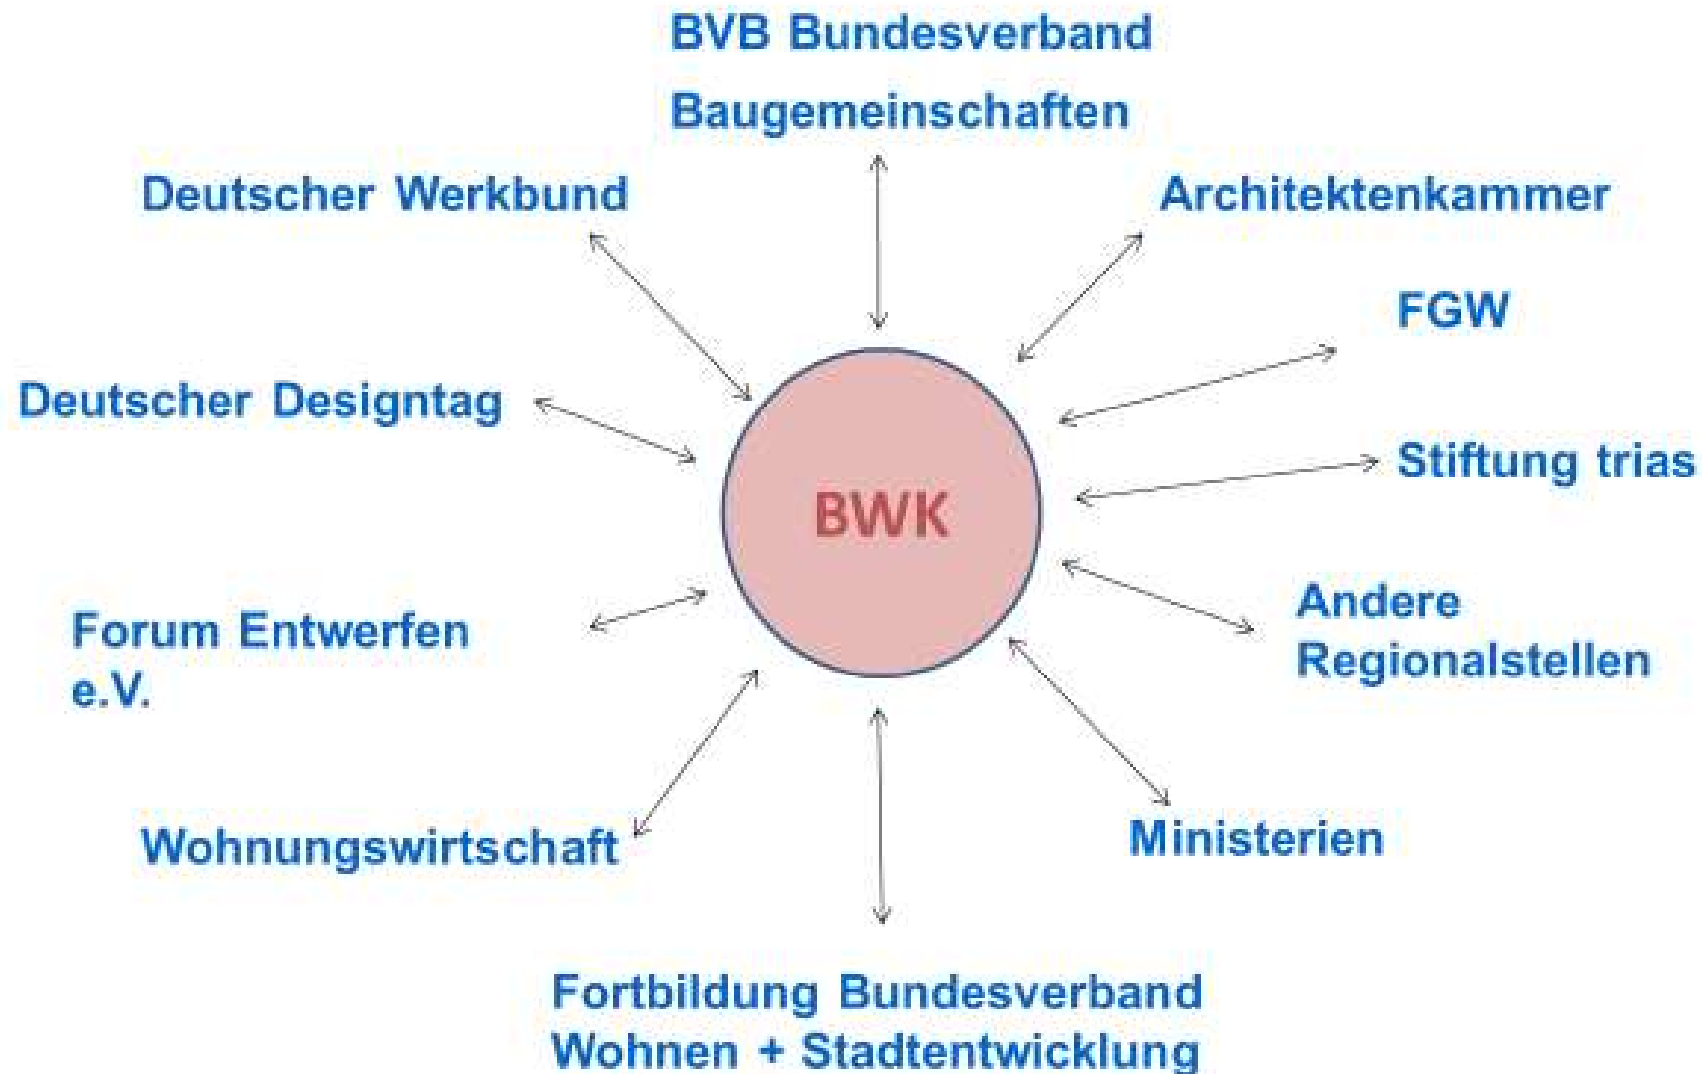 BVB Bundesverband
Baugemeinschaften
Deutscher Werkbund
Architektenkammer
FGW
Deutscher Designtag
Stiftung trias
BWK
Andere
Regionalstellen
Forum Entwerfen
e.V.
Wohnungswirtschaft
Ministerien
Fortbildung Bundesverband
Wohnen + Stadtentwicklung